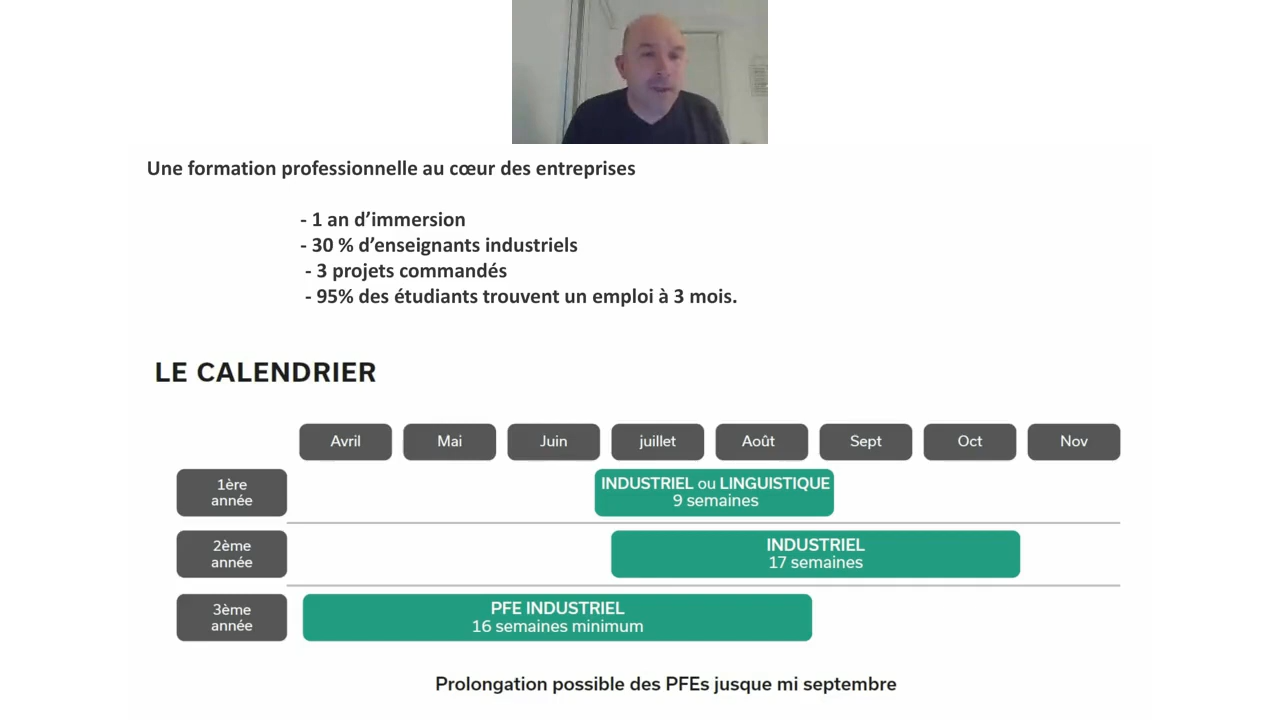 Une formation professionnelle au cœur des entreprises
- 1 an d’immersion
- 30 % d’enseignants industriels
- 3 projets commandés
- 95% des étudiants trouvent un emploi à 3 mois.
LE CALENDRIER
Avril Mai Juin juillet Août Sept Oct Nov
1ère
année
INDUSTRIEL ou LINGUISTIQUE
9 semaines
2ème
année
INDUSTRIEL
17 semaines
3ème
année
PFE INDUSTRIEL
16 semaines minimum
Prolongation possible des PFEs jusque mi septembre